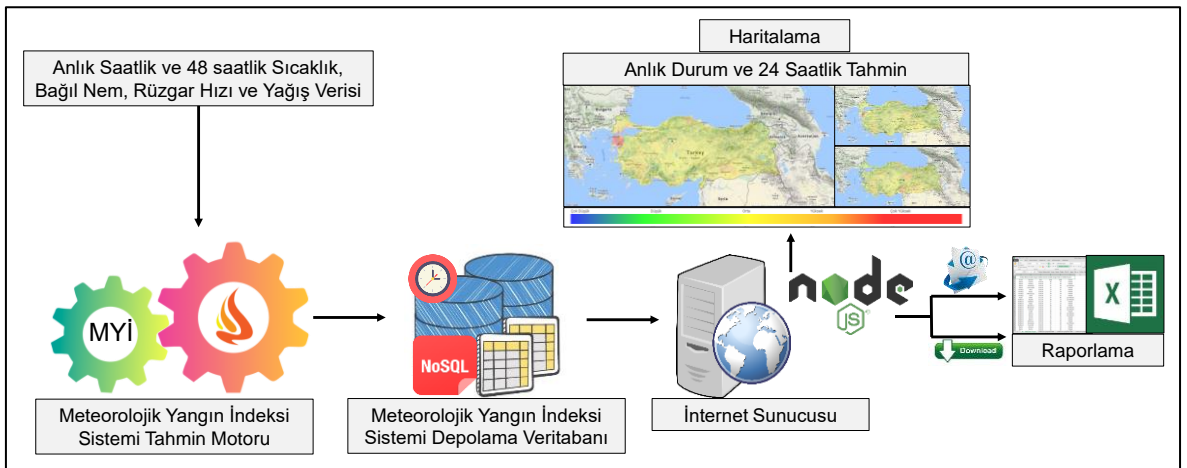 Anlık Saatlik ve 48 saatlik Sıcaklık,
Bağıl Nem, Rüzgar Hızı ve Yağış Verisi
Haritalama
Anlık Durum ve 24 Saatlik Tahmin
Turkey
MYİ
Meteorolojik Yangın İndeksi
Sistemi Tahmin Motoru
NoSQL
Meteorolojik Yangın İndeksi
Sistemi Depolama Veritabanı
İnternet Sunucusu
node
JS
@
Download
X
Raporlama